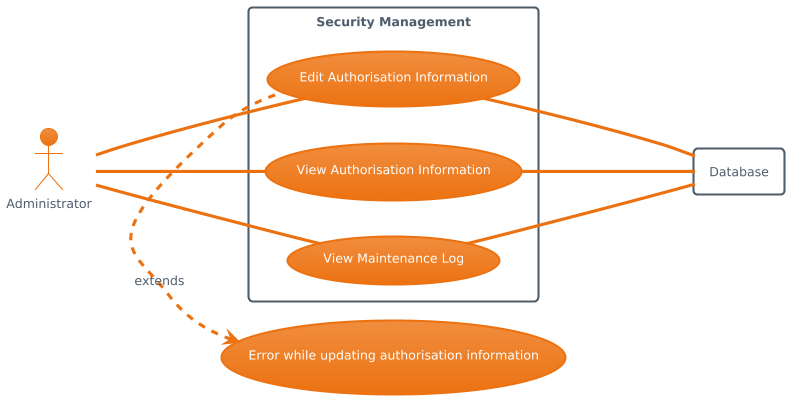 Security Management
Edit Authorisation Information
View Authorisation Information
Database
Administrator
View Maintenance Log
extends
Error while updating authorisation information